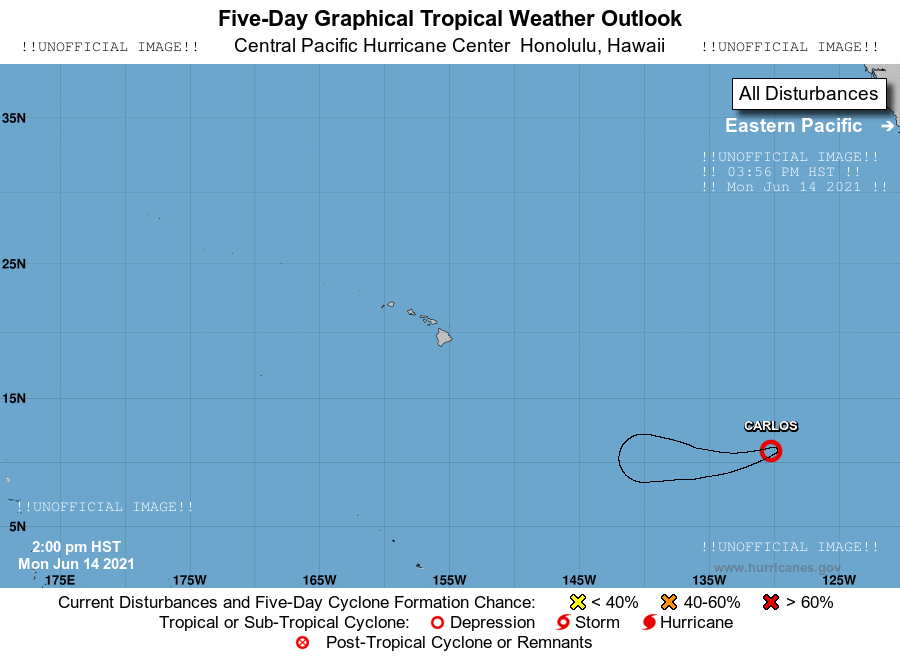 Five-Day Graphical Tropical Weather Outlook
!!UNOFFICIAL IMAGE!! Central Pacific Hurricane Center Honolulu, Hawaii !!UNOFFICIAL IMAGE!!
All Disturbances
35N
Eastern Pacific ➔
!!UNOFFICIAL IMAGE!!
!! 03:56 PM HST !!
!! Mon Jun 14 2021 !!
25N
15N
CARLOS
!!UNOFFICIAL IMAGE!!
5N
2:00 pm HST
Mon Jun 14 2021
!!UNOFFICIAL IMAGE!!
www.hurricanes.gov
175E 175W 165W 155W 145W 135W 125W
Current Disturbances and Five-Day Cyclone Formation Chance: < 40% 40-60% > 60%
Tropical or Sub-Tropical Cyclone: Depression Storm Hurricane
Post-Tropical Cyclone or Remnants